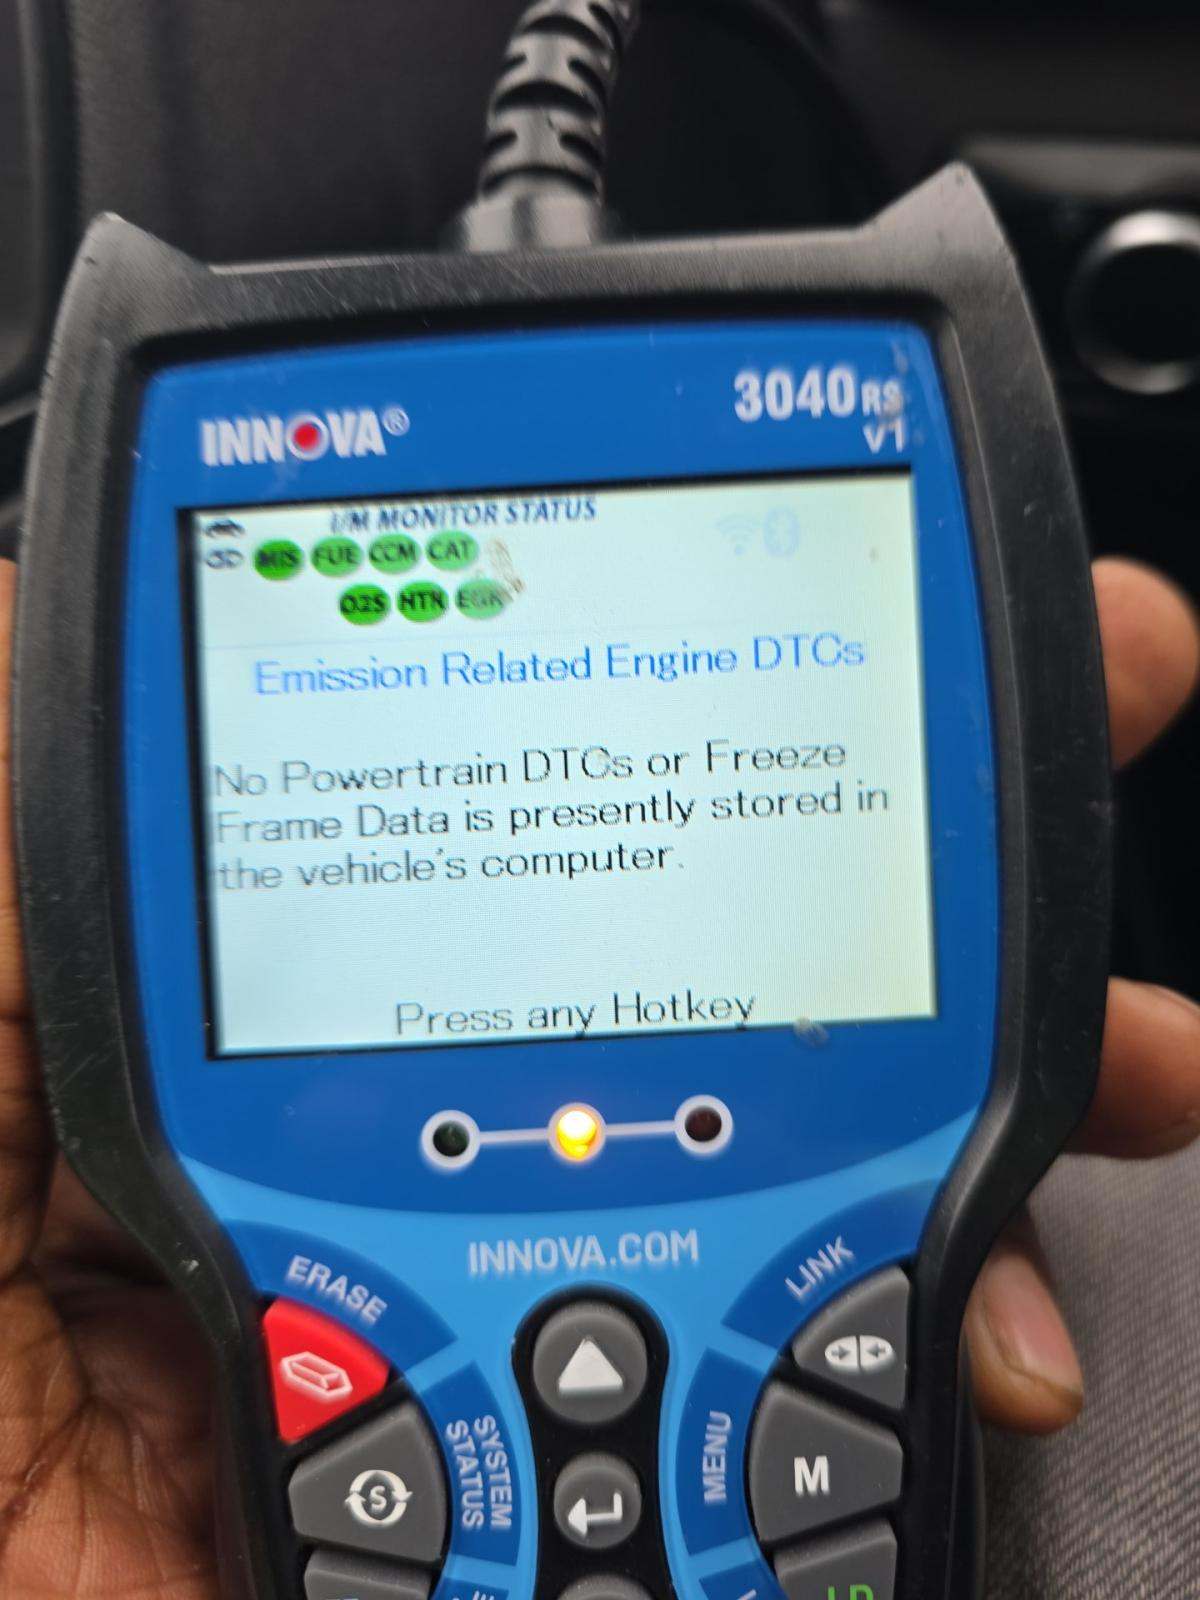 INNOVA®
3040RS
v1
I/M MONITOR STATUS
MIS FUE CCM CAT
O2S HTR EGR
Emission Related Engine DTCs
No Powertrain DTCs or Freeze
Frame Data is presently stored in
the vehicle's computer.
Press any Hotkey
INNOVA.COM
ERASE
LINK
SYSTEM
STATUS
S
MENU
M
LD